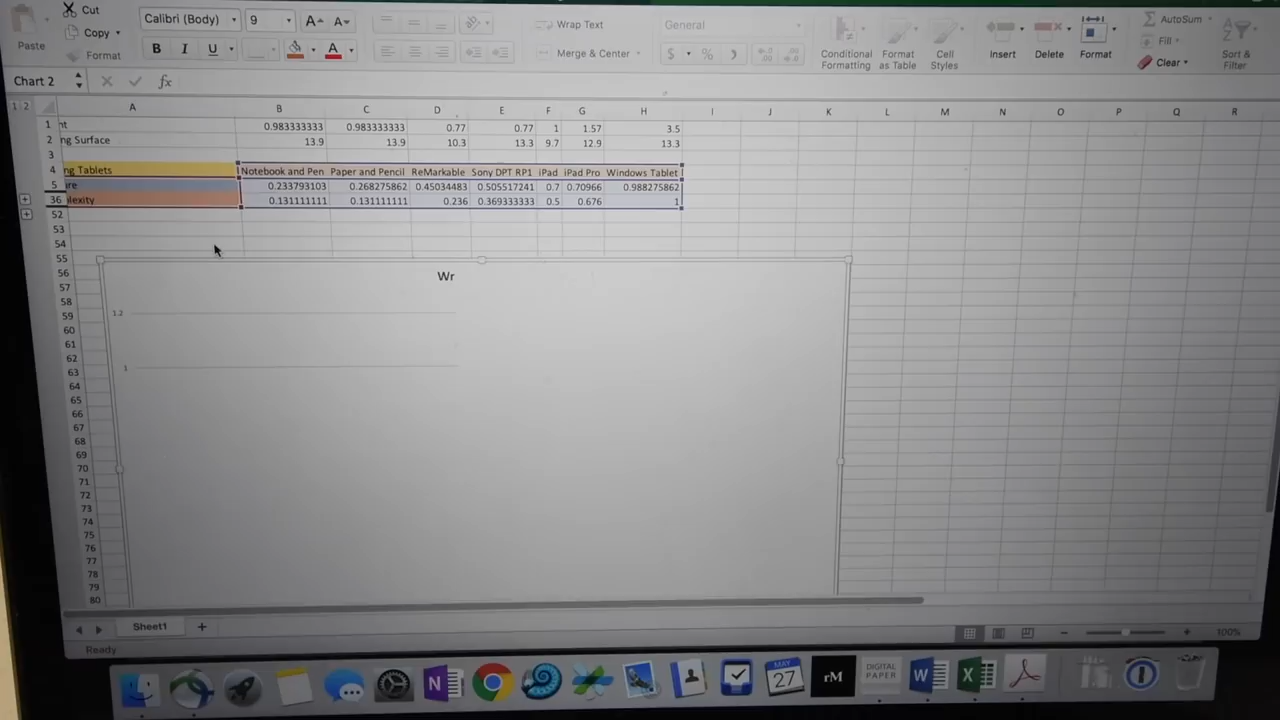 Cut
Calibri (Body) 9 A A
Wrap Text
General
AutoSum
Copy
Fill
Paste
Format
B I U A
Merge & Center
$ % )
Conditional Formatting
Format as Table
Cell Styles
Insert
Delete
Format
Clear
Sort & Filter
Chart 2 fx
1 2 A B C D E F G H I J K L M N O P Q R
1 nt 0.983333333 0.983333333 0.77 0.77 1 1.57 3.5
2 ng Surface 13.9 13.9 10.3 13.3 9.7 12.9 13.3
3
4 ng Tablets Notebook and Pen Paper and Pencil ReMarkable Sony DPT RP1 iPad iPad Pro Windows Tablet
5 ure 0.233793103 0.268275862 0.45034483 0.505517241 0.7 0.70966 0.988275862
36 lexity 0.131111111 0.131111111 0.236 0.369333333 0.5 0.676 1
52
53
54
55
56 Wr
57
58
59 1.2
60
61
62
63 1
64
65
66
67
68
69
70
71
72
73
74
75
76
77
78
79
80
Sheet1 +
Ready
100%
N
MAY 27
rM
DIGITAL PAPER
W
X